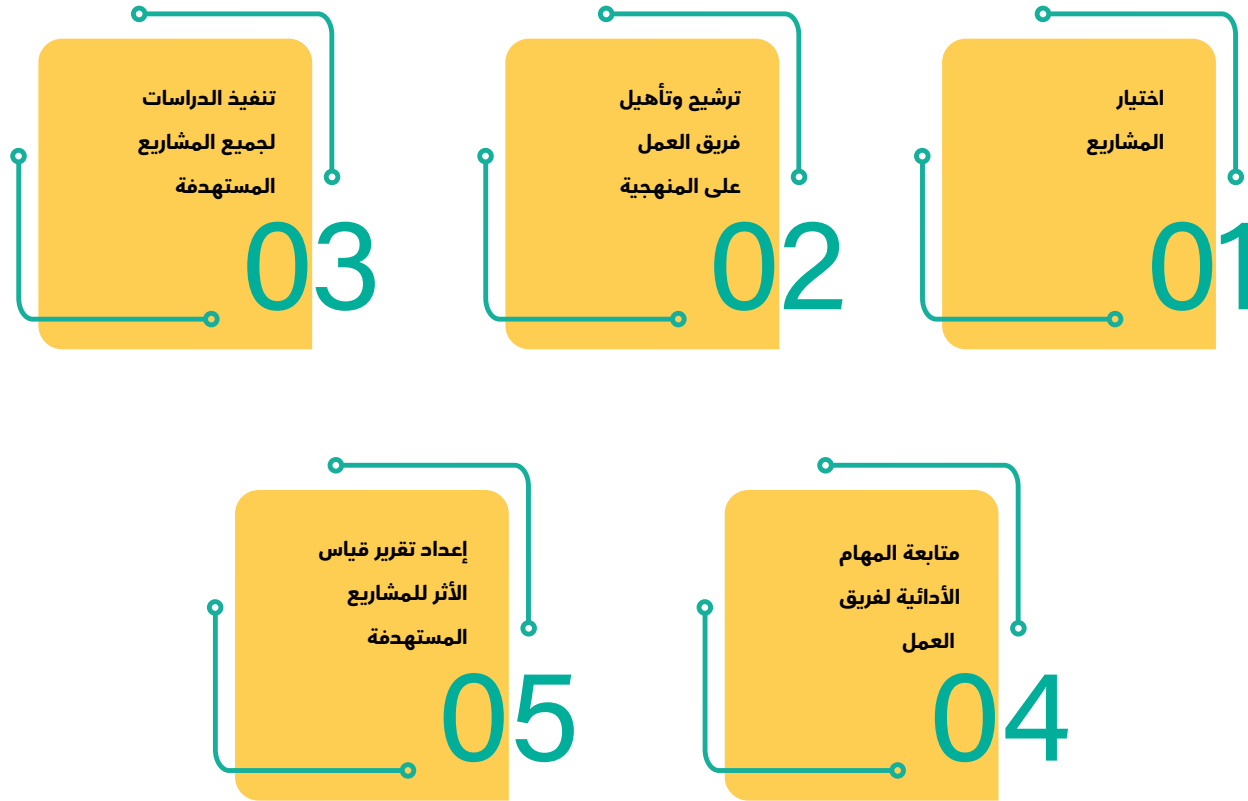 اختيار
المشاريع
01
ترشيح وتأهيل
فريق العمل
على المنهجية
02
تنفيذ الدراسات
لجميع المشاريع
المستهدفة
03
متابعة المهام
الأدائية لفريق
العمل
04
إعداد تقرير قياس
الأثر للمشاريع
المستهدفة
05